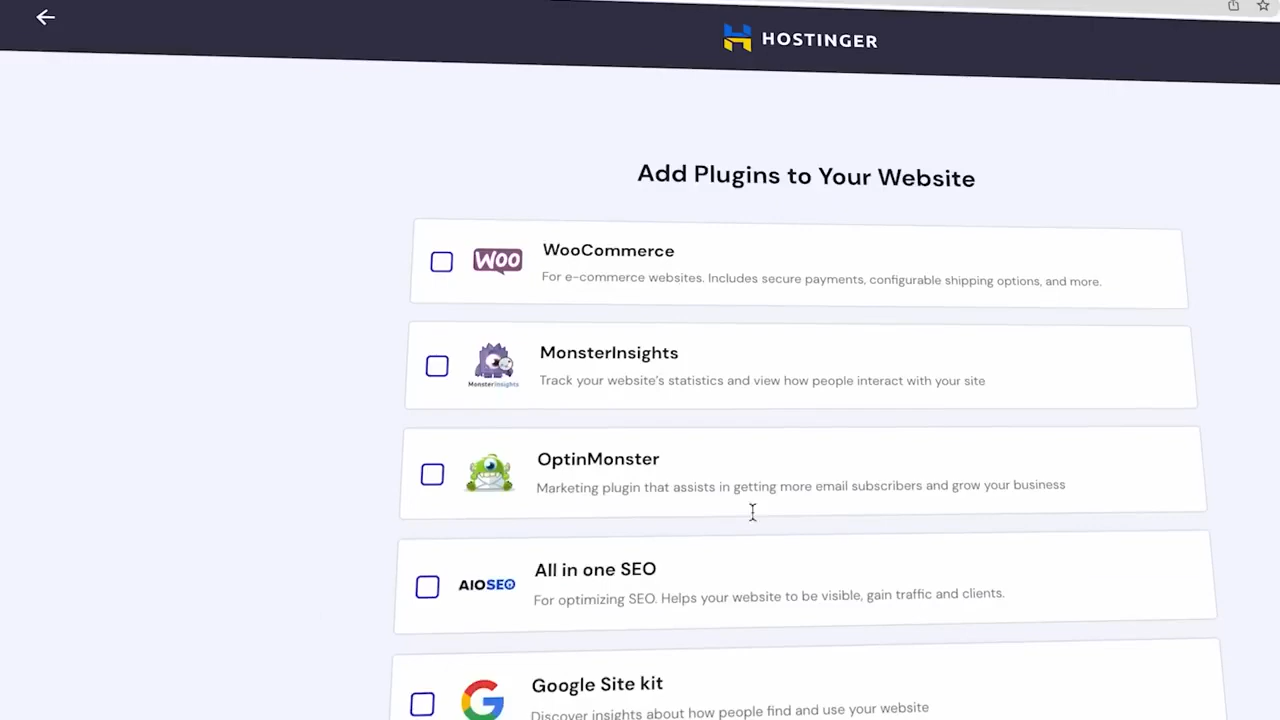 HOSTINGER
Add Plugins to Your Website
WOO
WooCommerce
For e-commerce websites. Includes secure payments, configurable shipping options, and more.
MonsterInsights
MonsterInsights
Track your website's statistics and view how people interact with your site
OptinMonster
Marketing plugin that assists in getting more email subscribers and grow your business
AIOSEO
All in one SEO
For optimizing SEO. Helps your website to be visible, gain traffic and clients.
Google Site kit
Discover insights about how people find and use your website